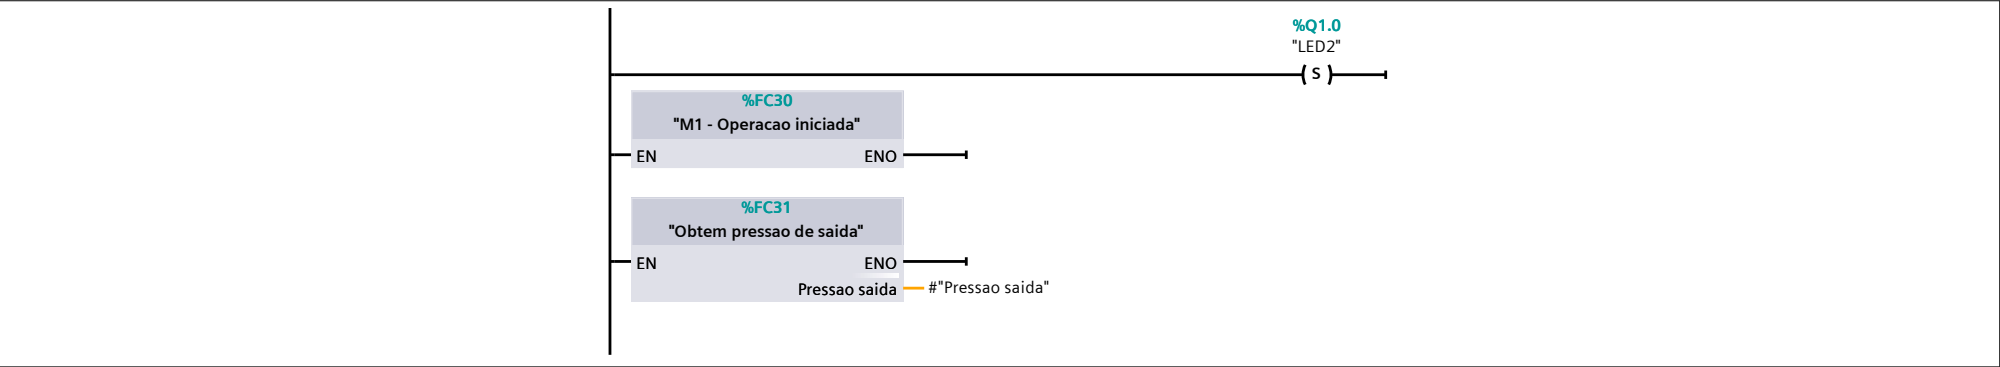 %Q1.0
"LED2"
S
%FC30
"M1 - Operacao iniciada"
EN ENO
%FC31
"Obtem pressao de saida"
EN ENO
Pressao saida #"Pressao saida"